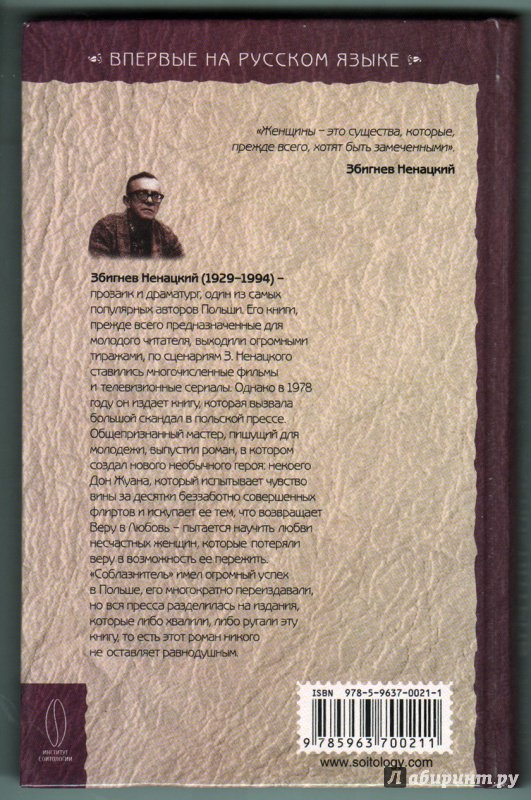 ВПЕРВЫЕ НА РУССКОМ ЯЗЫКЕ
«Женщины – это существа, которые,
прежде всего, хотят быть замеченными».
Збигнев Ненацкий
Збигнев Ненацкий (1929–1994) –
прозаик и драматург, один из самых
популярных авторов Польши. Его книги,
прежде всего предназначенные для
молодого читателя, выходили огромными
тиражами, по сценариям З. Ненацкого
ставились многочисленные фильмы
и телевизионные сериалы. Однако в 1978
году он издает книгу, которая вызвала
большой скандал в польской прессе.
Общепризнанный мастер, пишущий для
молодежи, выпустил роман, в котором
создал нового необычного героя: некоего
Дон Жуана, который испытывает чувство
вины за десятки беззаботно совершенных
флиртов и искупает ее тем, что возвращает
Веру в Любовь – пытается научить любви
несчастных женщин, которые потеряли
веру в возможность ее пережить.
«Соблазнитель» имел огромный успех
в Польше, его многократно переиздавали,
но вся пресса разделилась на издания,
которые либо хвалили, либо ругали эту
книгу, то есть этот роман никого
не оставляет равнодушным.
ISBN 978-5-9637-0021-1
9 785963 700211
www.soitology.com
ИНСТИТУТ
СОИТОЛОГИИ
Лабиринт.ру